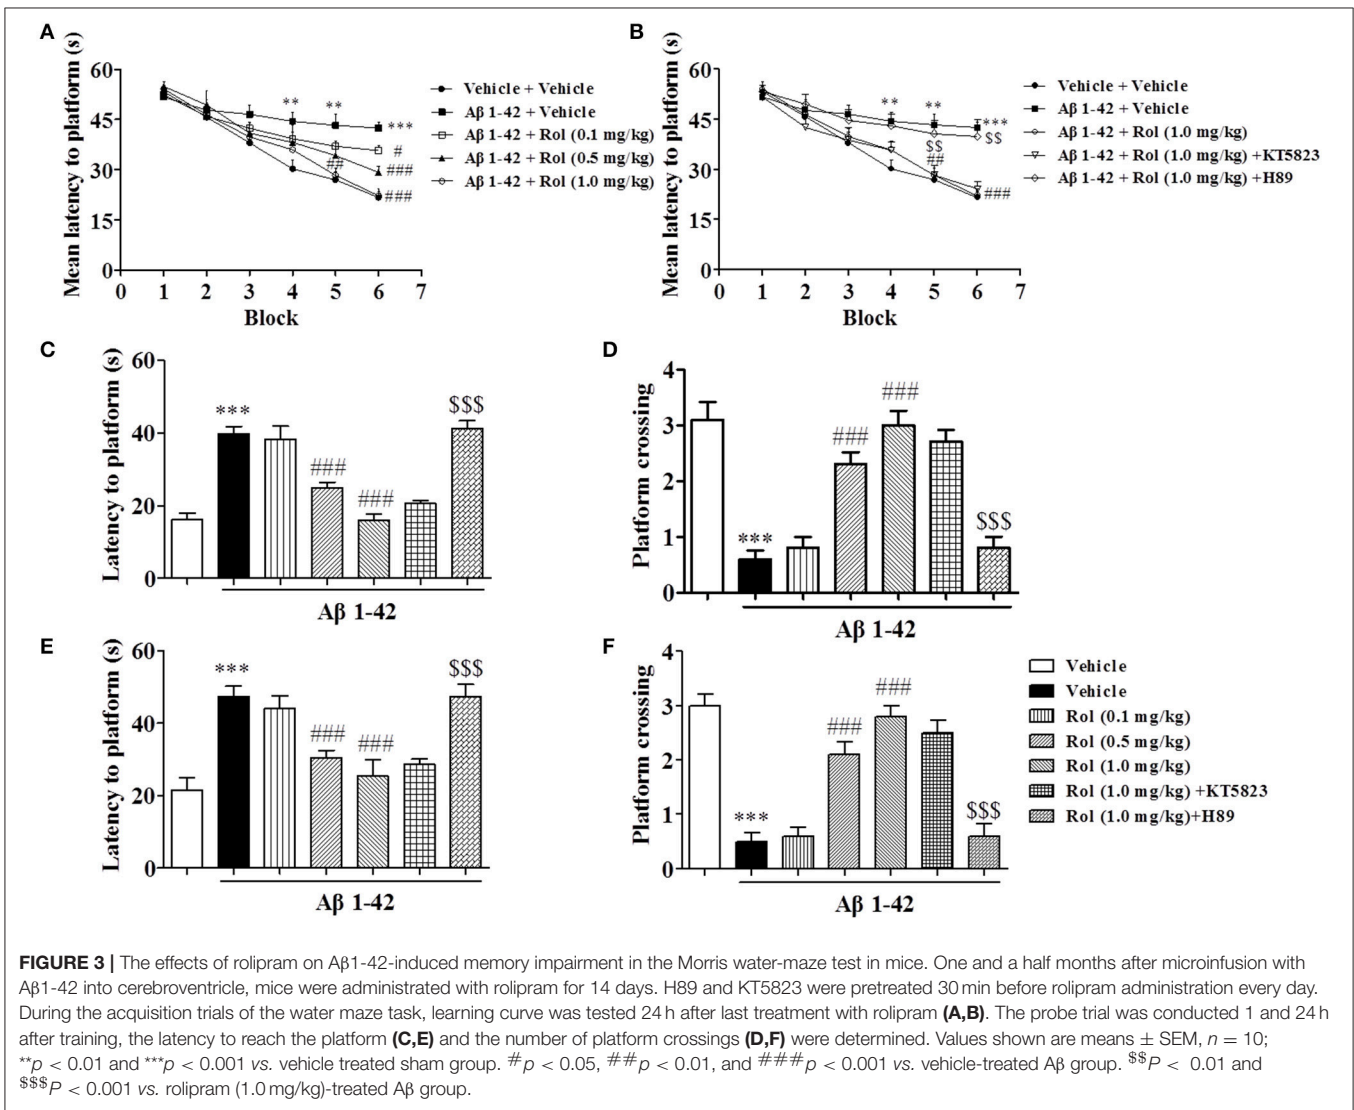 A
Mean latency to platform (s)
60
45
30
15
0
0 1 2 3 4 5 6 7
Block
** **
***
#
##
###
###
Vehicle + Vehicle
Aβ 1-42 + Vehicle
Aβ 1-42 + Rol (0.1 mg/kg)
Aβ 1-42 + Rol (0.5 mg/kg)
Aβ 1-42 + Rol (1.0 mg/kg)
B
Mean latency to platform (s)
60
45
30
15
0
0 1 2 3 4 5 6 7
Block
** **
***
$$
$$
##
###
Vehicle + Vehicle
Aβ 1-42 + Vehicle
Aβ 1-42 + Rol (1.0 mg/kg)
Aβ 1-42 + Rol (1.0 mg/kg) +KT5823
Aβ 1-42 + Rol (1.0 mg/kg) +H89
C
Latency to platform (s)
60
40
20
0
***
###
###
$$$
Aβ 1-42
D
Platform crossing
4
3
2
1
0
***
###
###
$$$
Aβ 1-42
E
Latency to platform (s)
60
40
20
0
***
###
###
$$$
Aβ 1-42
F
Platform crossing
4
3
2
1
0
***
###
###
$$$
Aβ 1-42
Vehicle
Vehicle
Rol (0.1 mg/kg)
Rol (0.5 mg/kg)
Rol (1.0 mg/kg)
Rol (1.0 mg/kg) +KT5823
Rol (1.0 mg/kg)+H89
FIGURE 3 | The effects of rolipram on Aβ1-42-induced memory impairment in the Morris water-maze test in mice. One and a half months after microinfusion with
Aβ1-42 into cerebroventricle, mice were administrated with rolipram for 14 days. H89 and KT5823 were pretreated 30 min before rolipram administration every day.
During the acquisition trials of the water maze task, learning curve was tested 24 h after last treatment with rolipram (A,B). The probe trial was conducted 1 and 24 h
after training, the latency to reach the platform (C,E) and the number of platform crossings (D,F) were determined. Values shown are means ± SEM, n = 10;
**p < 0.01 and ***p < 0.001 vs. vehicle treated sham group. #p < 0.05, ##p < 0.01, and ###p < 0.001 vs. vehicle-treated Aβ group. $$P < 0.01 and
$$$P < 0.001 vs. rolipram (1.0 mg/kg)-treated Aβ group.